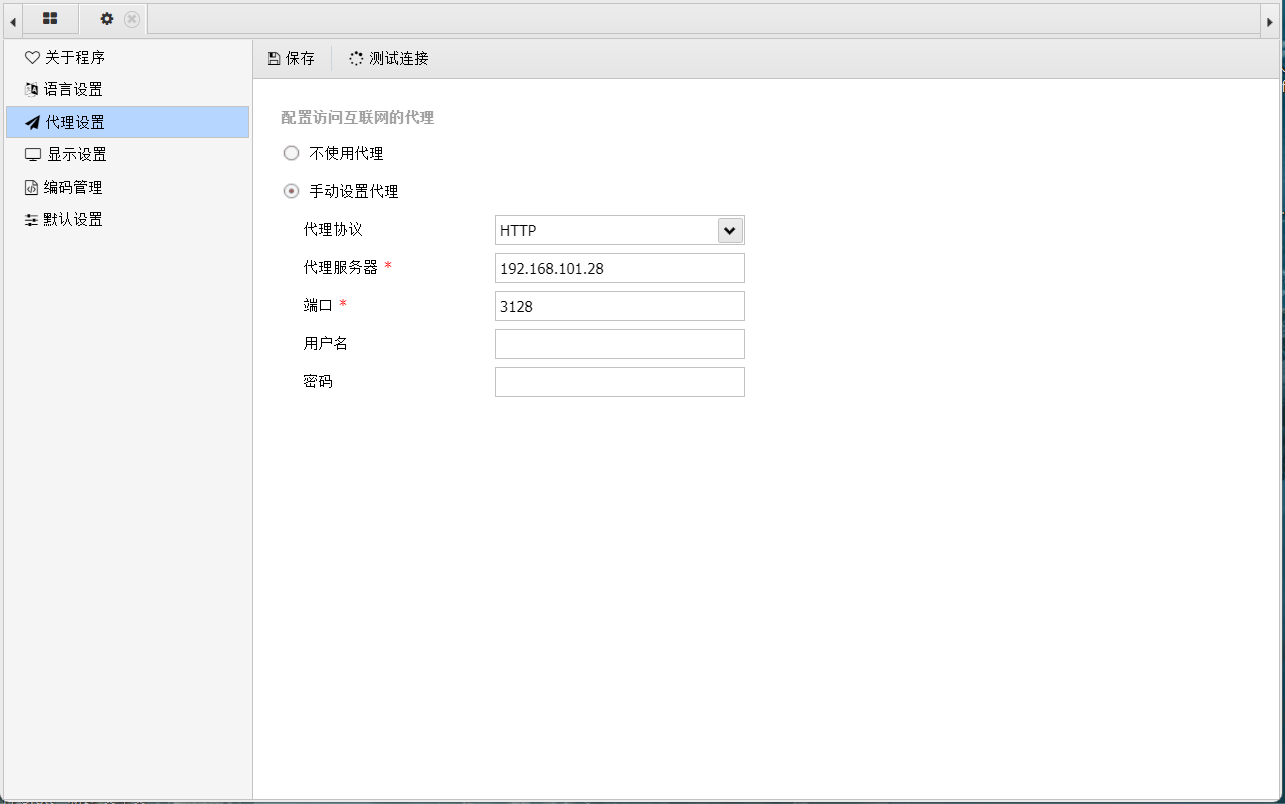 关于程序
语言设置
代理设置
显示设置
编码管理
默认设置
保存
测试连接
配置访问互联网的代理
不使用代理
手动设置代理
代理协议 HTTP
代理服务器 * 192.168.101.28
端口 * 3128
用户名
密码